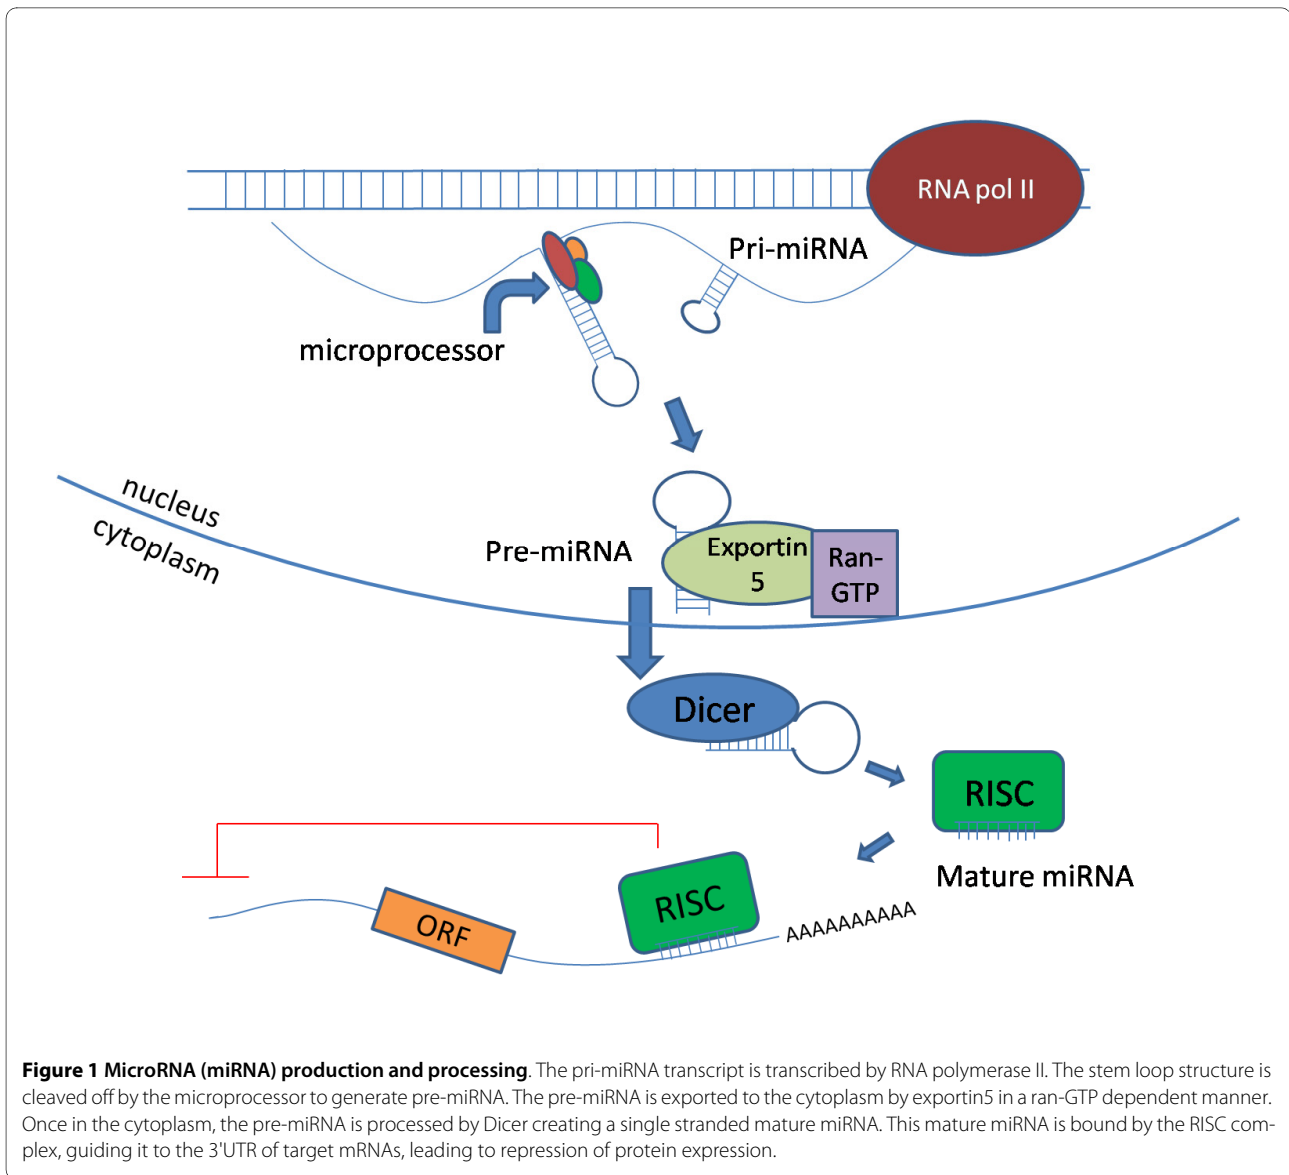 RNA pol II
Pri-miRNA
microprocessor
nucleus
cytoplasm
Pre-miRNA
Exportin
5
Ran-
GTP
Dicer
RISC
Mature miRNA
RISC
AAAAAAAAAA
ORF
Figure 1 MicroRNA (miRNA) production and processing. The pri-miRNA transcript is transcribed by RNA polymerase II. The stem loop structure is
cleaved off by the microprocessor to generate pre-miRNA. The pre-miRNA is exported to the cytoplasm by exportin5 in a ran-GTP dependent manner.
Once in the cytoplasm, the pre-miRNA is processed by Dicer creating a single stranded mature miRNA. This mature miRNA is bound by the RISC com-
plex, guiding it to the 3'UTR of target mRNAs, leading to repression of protein expression.